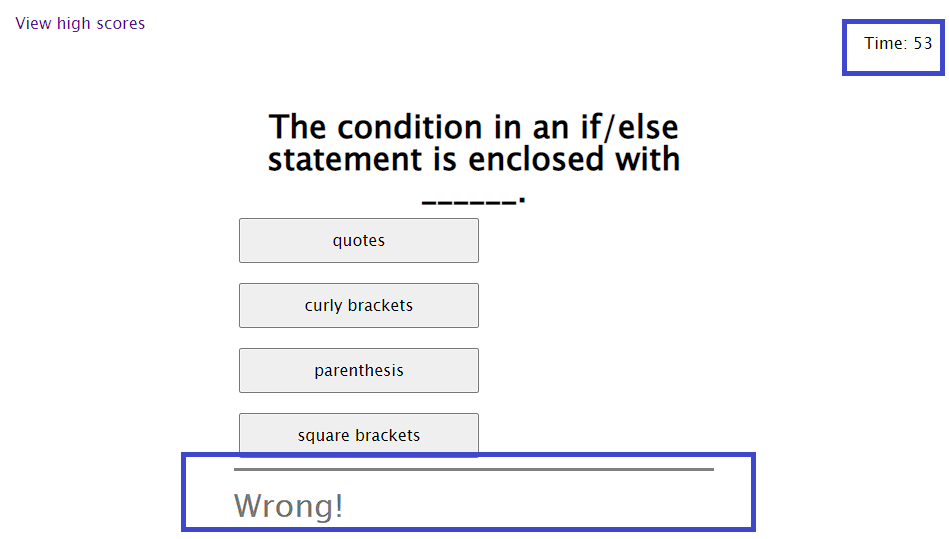 View high scores
Time: 53
The condition in an if/else
statement is enclosed with
______.
quotes
curly brackets
parenthesis
square brackets
Wrong!